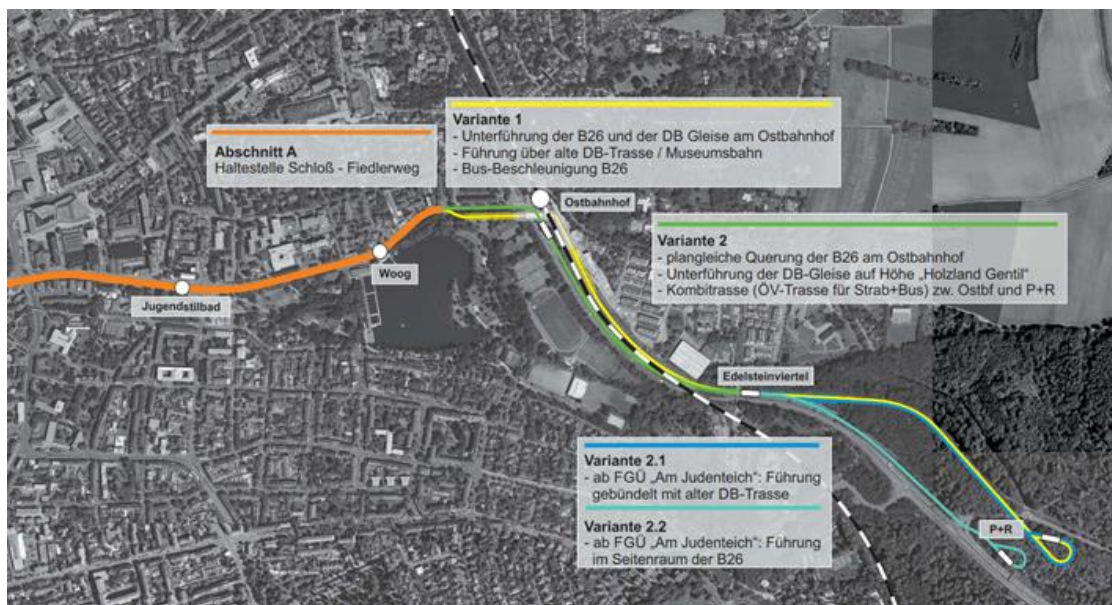 Variante 1
- Unterführung der B26 und der DB Gleise am Ostbahnhof
- Führung über alte DB-Trasse / Museumsbahn
- Bus-Beschleunigung B26
Abschnitt A
Haltestelle Schloß - Fiedlerweg
Ostbahnhof
Variante 2
- plangleiche Querung der B26 am Ostbahnhof
- Unterführung der DB-Gleise auf Höhe „Holzland Gentil"
- Kombitrasse (ÖV-Trasse für Strab+Bus) zw. Ostbf und P+R
Woog
Jugendstilbad
Edelsteinviertel
Variante 2.1
- ab FGÜ „Am Judenteich": Führung
gebündelt mit alter DB-Trasse
Variante 2.2
- ab FGÜ „Am Judenteich": Führung
im Seitenraum der B26
P+R